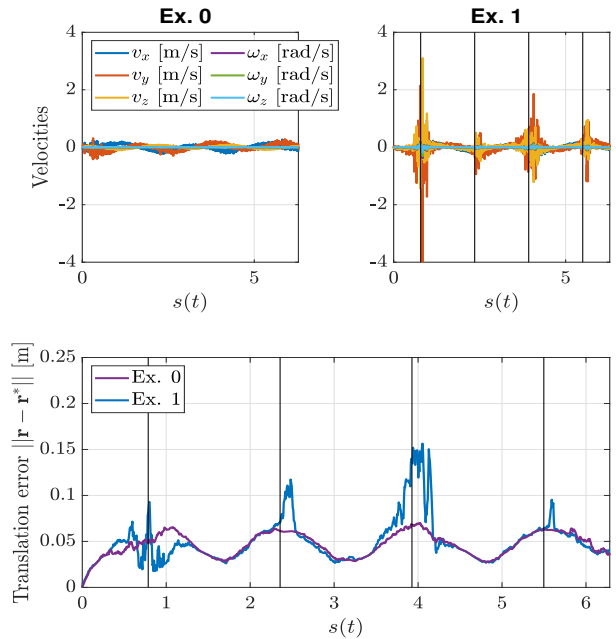 Ex. 0
Ex. 1
Velocities
4
2
0
-2
-4
v_x [m/s] ω_x [rad/s]
v_y [m/s] ω_y [rad/s]
v_z [m/s] ω_z [rad/s]
0 5
s(t)
4
2
0
-2
-4
0 5
s(t)
Translation error ||r − r*|| [m]
0.25
0.2
0.15
0.1
0.05
0
Ex. 0
Ex. 1
0 1 2 3 4 5 6
s(t)